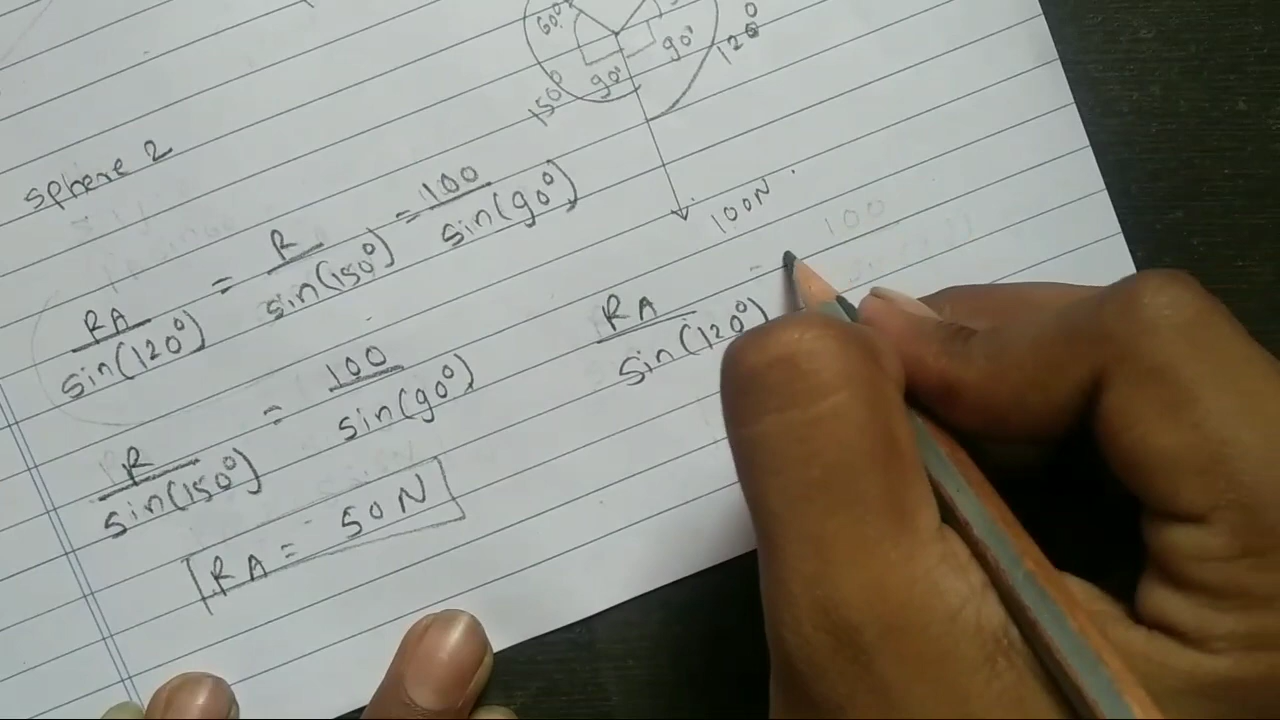 60°
90°
90°
150°
120°
100N.
sphere 2
RA/sin(120°) = R/sin(150°) = 100/sin(90°)
R/sin(150°) = 100/sin(90°)
RA = 50N
RA/sin(120°)
100